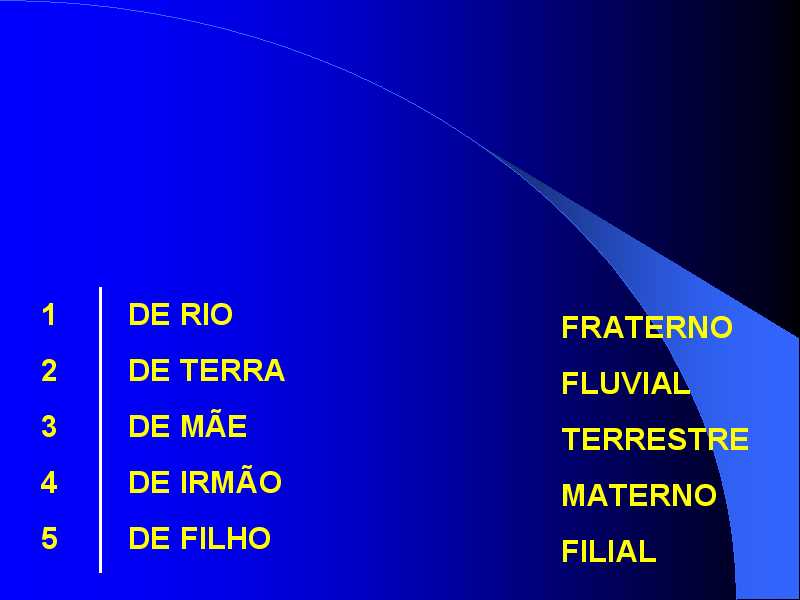 1 DE RIO
2 DE TERRA
3 DE MÃE
4 DE IRMÃO
5 DE FILHO
FRATERNO
FLUVIAL
TERRESTRE
MATERNO
FILIAL